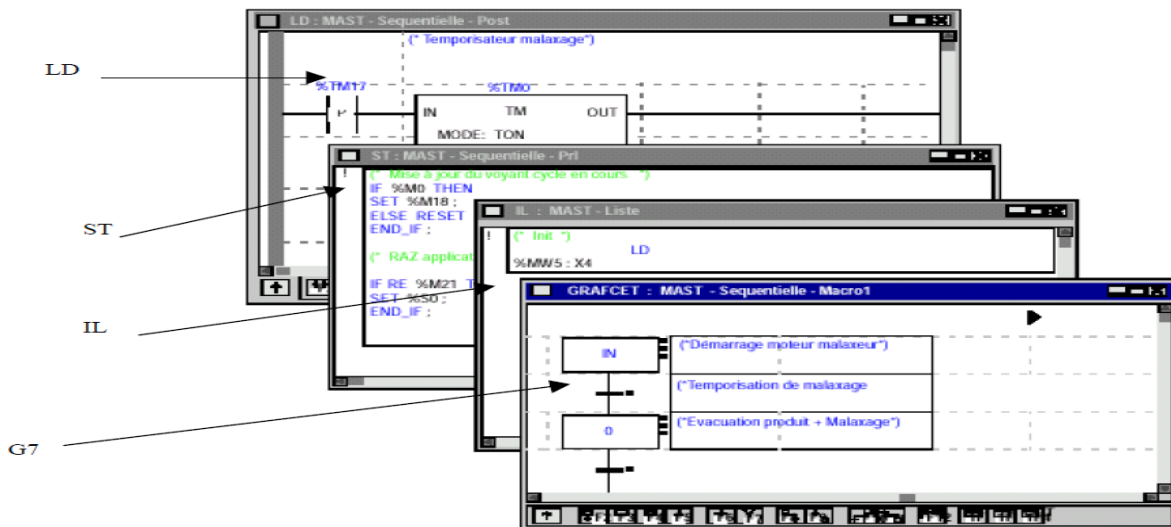 LD : MAST - Sequentielle - Post
(* Temporisateur malaxage*)
LD
%TM17
%TM0
P
IN TM OUT
MODE: TON
ST : MAST - Sequentielle - Prl
! (* Mise à jour du voyant cycle en cours *)
IF %M0 THEN
SET %M18 ;
ELSE RESET
END_IF ;
(* RAZ applicat
IF RE %M21 T
SET %S0 ;
END_IF ;
ST
IL : MAST - Liste
! (* Init *)
LD
%MW5 : X4
IL
GRAFCET : MAST - Sequentielle - Macro1
IN (*Démarrage moteur malaxeur*)
(*Temporisation de malaxage
0 (*Evacuation produit + Malaxage*)
G7